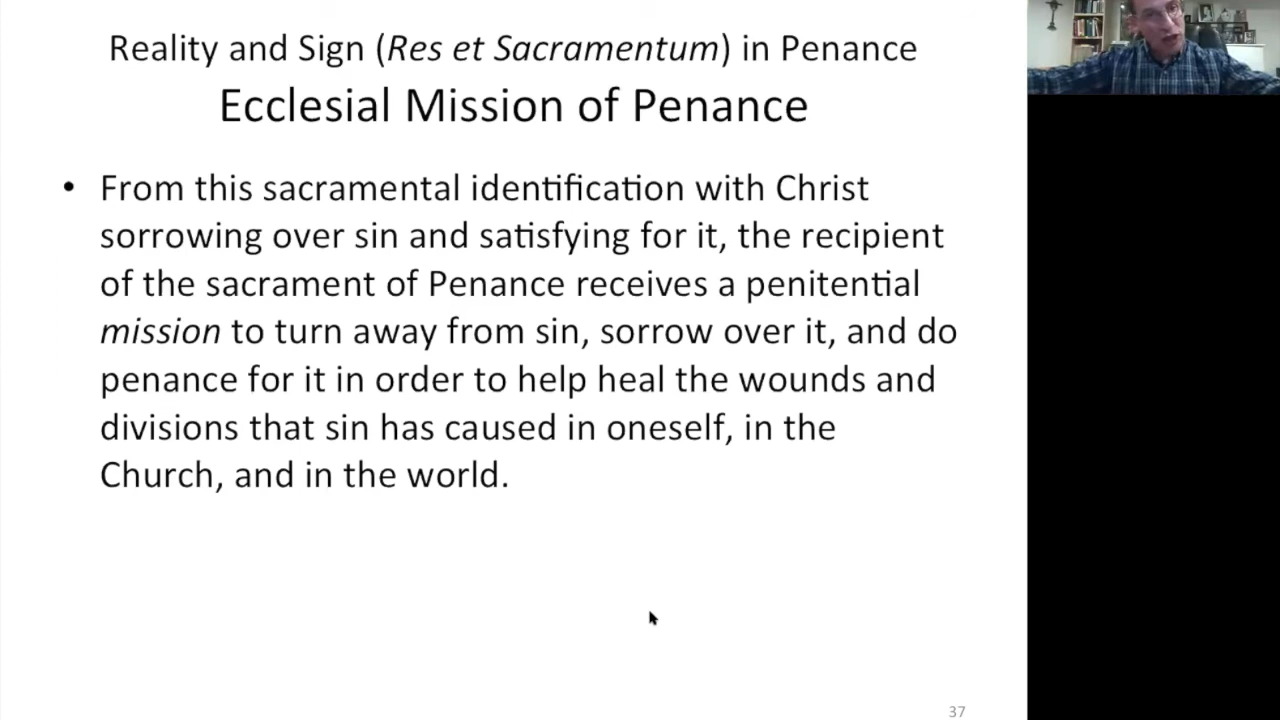 Reality and Sign (Res et Sacramentum) in Penance
Ecclesial Mission of Penance
• From this sacramental identification with Christ
sorrowing over sin and satisfying for it, the recipient
of the sacrament of Penance receives a penitential
mission to turn away from sin, sorrow over it, and do
penance for it in order to help heal the wounds and
divisions that sin has caused in oneself, in the
Church, and in the world.
37